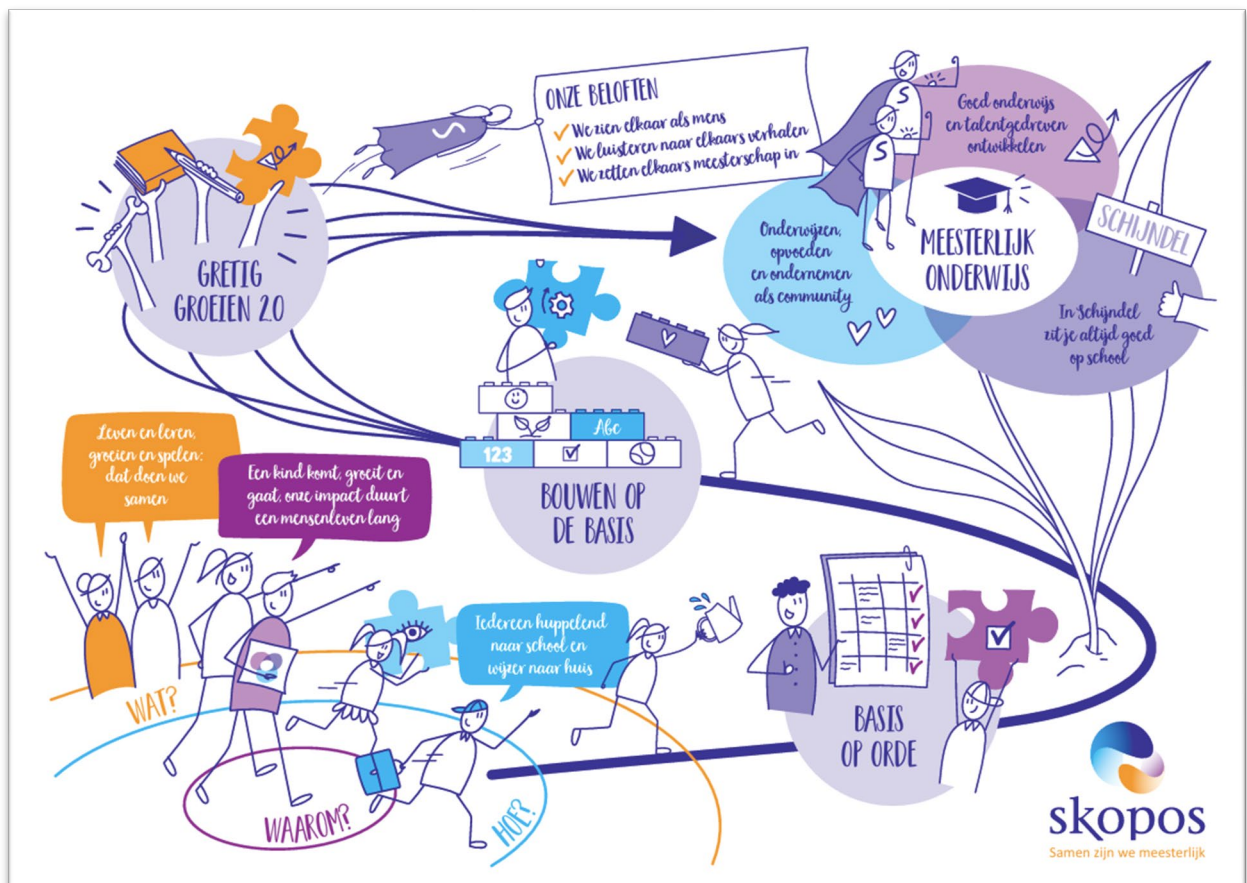 ONZE BELOFTEN
✓ We zien elkaar als mens
✓ We luisteren naar elkaars verhalen
✓ We zetten elkaars meesterschap in
S
S
S
Goed onderwijs
en talentgedreven
ontwikkelen
SCHIJNDEL
MEESTERLIJK
ONDERWIJS
Onderwijzen,
opvoeden
en ondernemen
als community
In Schijndel
zit je altijd goed
op school
GRETIG
GROEIEN 2.0
Abc
123
BOUWEN OP
DE BASIS
Leven en leren,
groeien en spelen:
dat doen we
samen
Een kind komt, groeit en
gaat, onze impact duurt
een mensenleven lang
Iedereen huppelend
naar school en
wijzer naar huis
WAT?
WAAROM?
HOE?
BASIS
OP ORDE
skopos
Samen zijn we meesterlijk